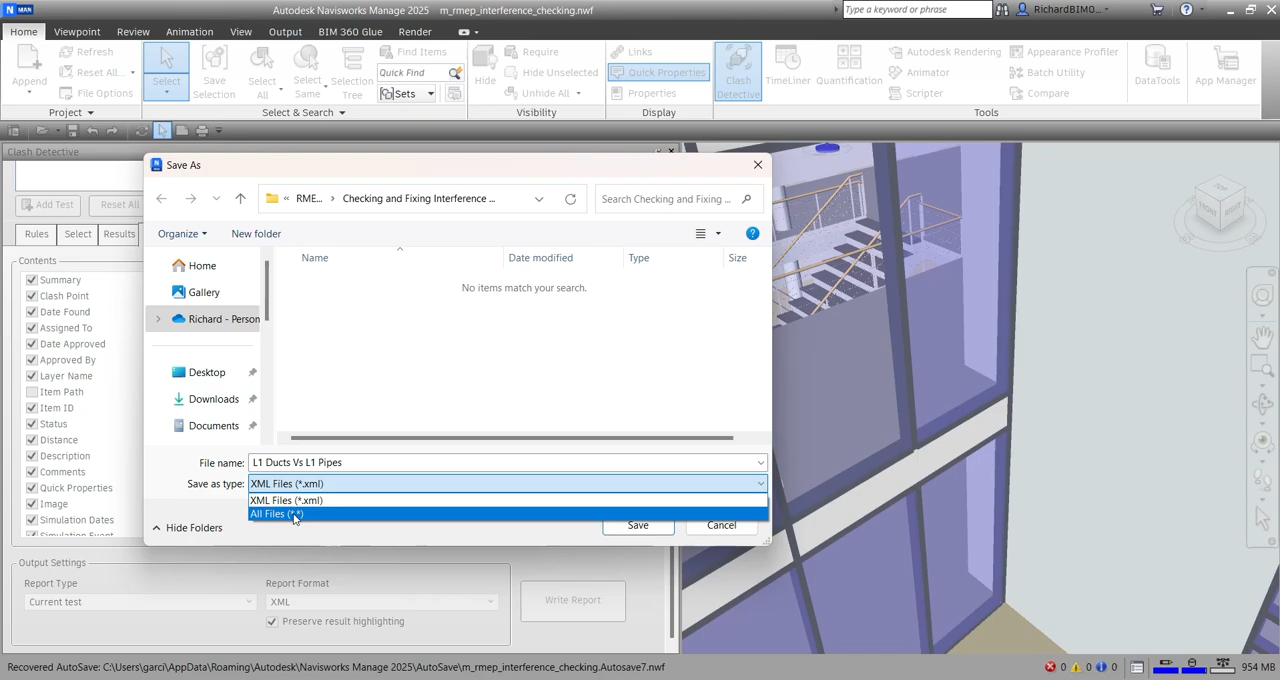 N MAN
Autodesk Navisworks Manage 2025 m_rmep_interference_checking.nwf
Type a keyword or phrase
RichardBIMO...
Home Viewpoint Review Animation View Output BIM 360 Glue Render
Append
Refresh
Reset All...
File Options
Project
Select
Save Selection
Select All
Select Same
Selection Tree
Find Items
Quick Find
Sets
Select & Search
Hide
Require
Hide Unselected
Unhide All
Visibility
Links
Quick Properties
Properties
Display
Clash Detective
TimeLiner
Quantification
Autodesk Rendering
Animator
Scripter
Appearance Profiler
Batch Utility
Compare
Tools
DataTools
App Manager
Clash Detective
Add Test
Reset All
Rules
Select
Results
Contents
Summary
Clash Point
Date Found
Assigned To
Date Approved
Approved By
Layer Name
Item Path
Item ID
Status
Distance
Description
Comments
Quick Properties
Image
Simulation Dates
Simulation Event
Output Settings
Report Type
Current test
Report Format
XML
Preserve result highlighting
Write Report
N
Save As
« RME... › Checking and Fixing Interference ...
Search Checking and Fixing ...
Organize
New folder
?
Home
Gallery
Richard - Person
Desktop
Downloads
Documents
Name
Date modified
Type
Size
No items match your search.
File name: L1 Ducts Vs L1 Pipes
Save as type: XML Files (*.xml)
XML Files (*.xml)
All Files (*.*)
Hide Folders
Save
Cancel
TOP
FRONT
RIGHT
Recovered AutoSave: C:\Users\garci\AppData\Roaming\Autodesk\Navisworks Manage 2025\AutoSave\m_rmep_interference_checking.Autosave7.nwf
0 0 0
954 MB